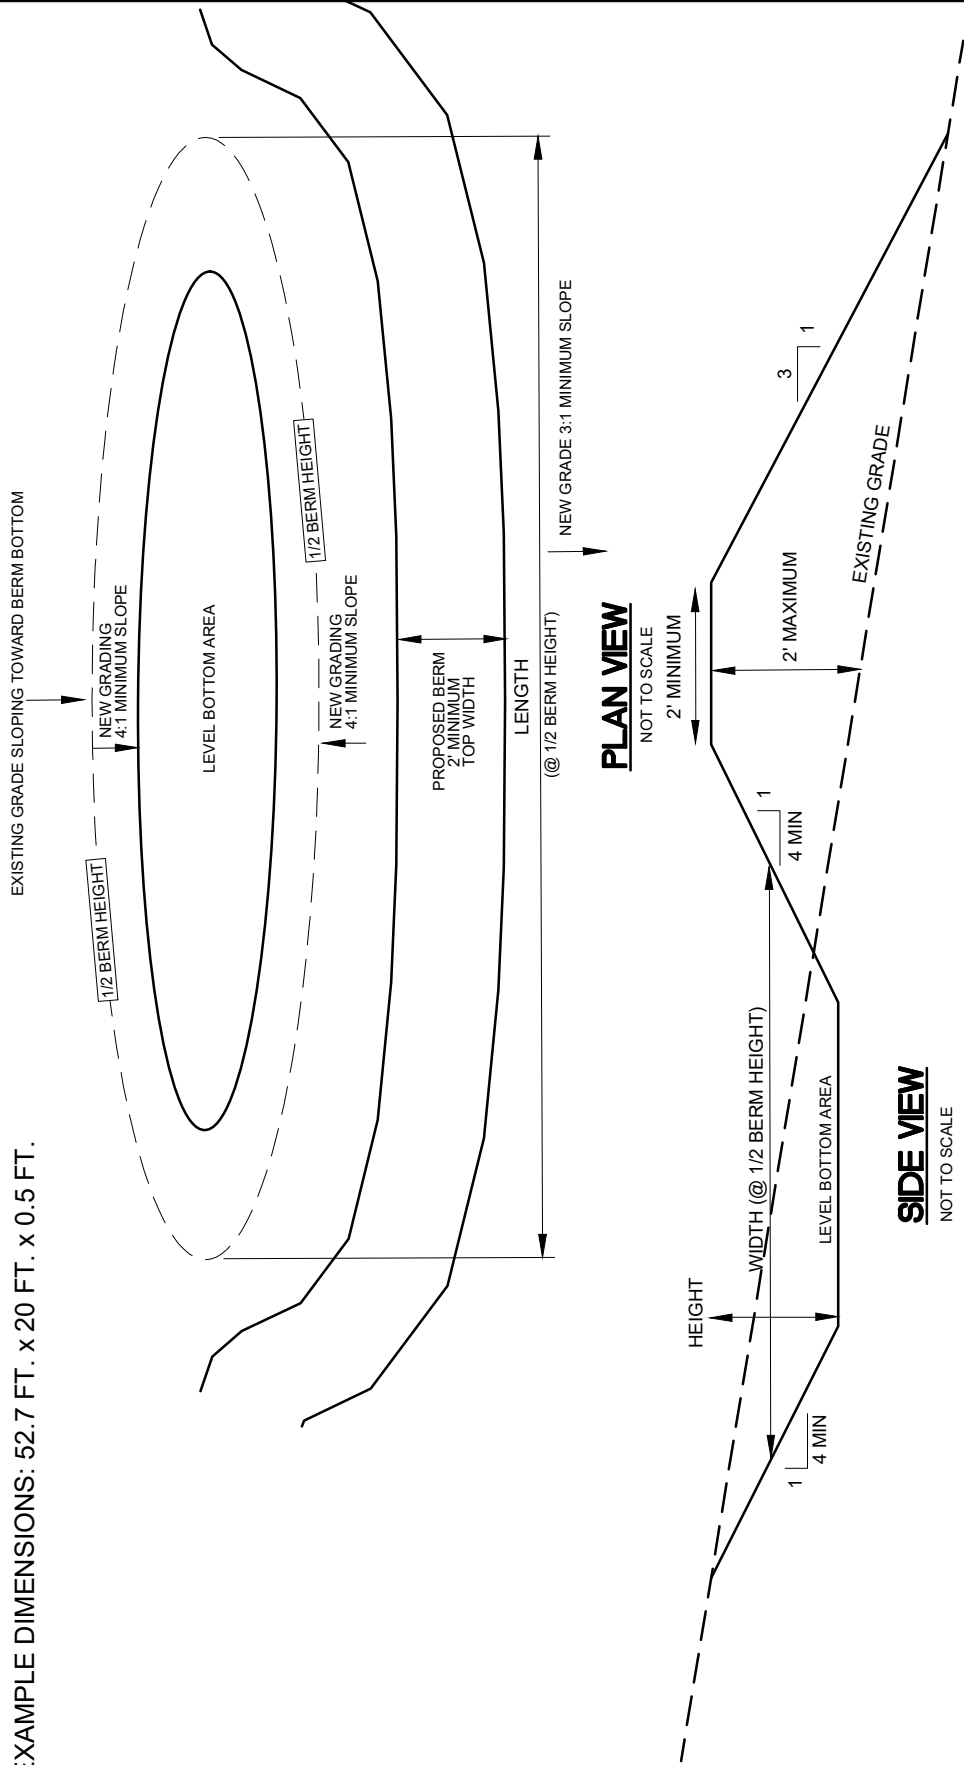 EXAMPLE DIMENSIONS: 52.7 FT. x 20 FT. x 0.5 FT.
EXISTING GRADE SLOPING TOWARD BERM BOTTOM
1/2 BERM HEIGHT
NEW GRADING
4:1 MINIMUM SLOPE
LEVEL BOTTOM AREA
1/2 BERM HEIGHT
NEW GRADING
4:1 MINIMUM SLOPE
PROPOSED BERM
2' MINIMUM
TOP WIDTH
LENGTH
(@ 1/2 BERM HEIGHT)
NEW GRADE 3:1 MINIMUM SLOPE
PLAN VIEW
NOT TO SCALE
HEIGHT
1
4 MIN
WIDTH (@ 1/2 BERM HEIGHT)
LEVEL BOTTOM AREA
1
4 MIN
2' MINIMUM
2' MAXIMUM
EXISTING GRADE
3
1
SIDE VIEW
NOT TO SCALE